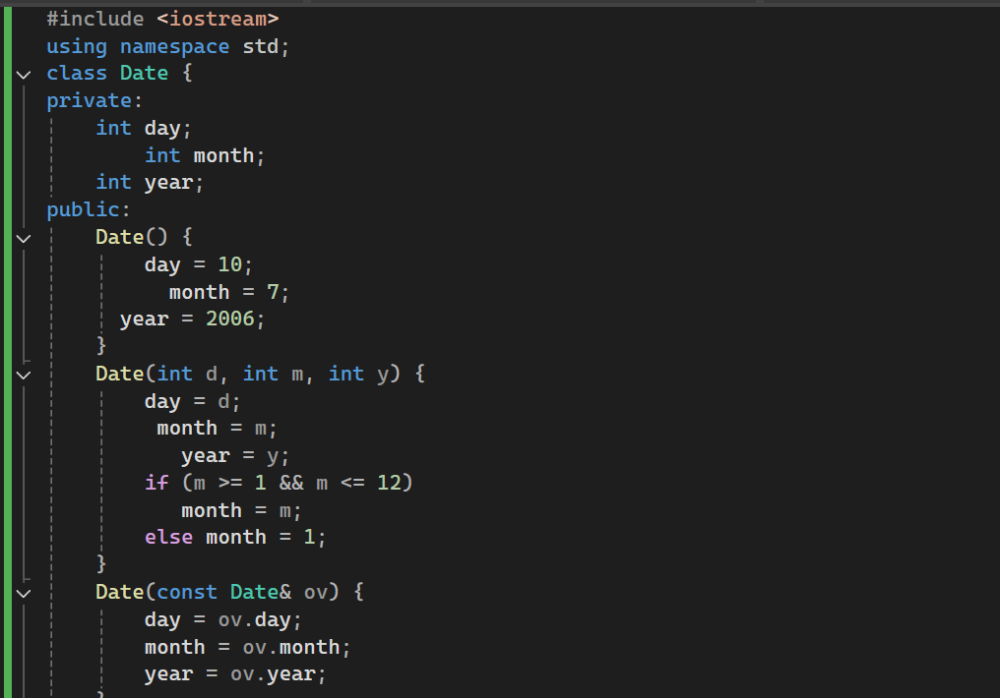 #include <iostream>
using namespace std;
class Date {
private:
    int day;
        int month;
    int year;
public:
    Date() {
        day = 10;
          month = 7;
      year = 2006;
    }
    Date(int d, int m, int y) {
        day = d;
         month = m;
           year = y;
        if (m >= 1 && m <= 12)
           month = m;
        else month = 1;
    }
    Date(const Date& ov) {
        day = ov.day;
        month = ov.month;
        year = ov.year;
    }